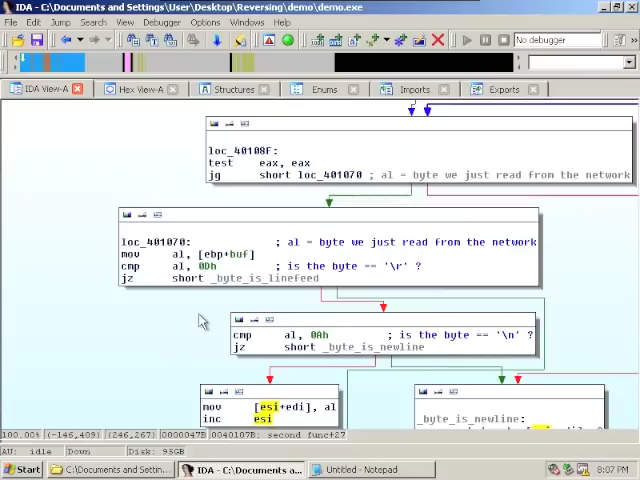 IDA - C:\Documents and Settings\User\Desktop\Reversing\demo\demo.exe
File Edit Jump Search View Debugger Options Windows Help
No debugger
IDA View-A Hex View-A Structures Enums Imports Exports
loc_40108F:
test eax, eax
jg short loc_401070 ; al = byte we just read from the network
loc_401070: ; al = byte we just read from the network
mov al, [ebp+buf]
cmp al, 0Dh ; is the byte == '\r' ?
jz short _byte_is_linefeed
cmp al, 0Ah ; is the byte == '\n' ?
jz short _byte_is_newline
mov [esi+edi], al
inc esi
_byte_is_newline:
100.00% (-146,409) (246,267) 0000047B 0040107B: second_func+27
AU: idle Down Disk: 95GB
Start C:\Documents and Settin... IDA - C:\Documents a... Untitled - Notepad 8:07 PM